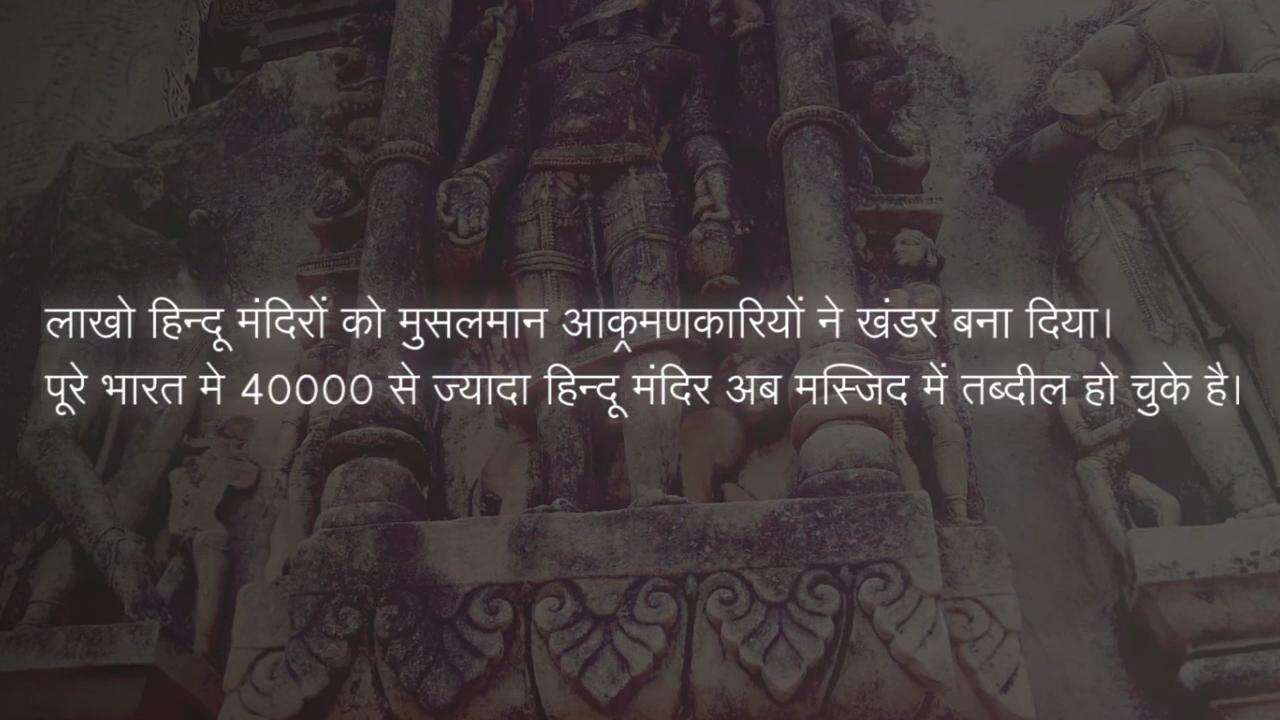 लाखो हिन्दू मंदिरों को मुसलमान आक्रमणकारियों ने खंडर बना दिया।
पूरे भारत मे 40000 से ज्यादा हिन्दू मंदिर अब मस्जिद में तब्दील हो चुके है।